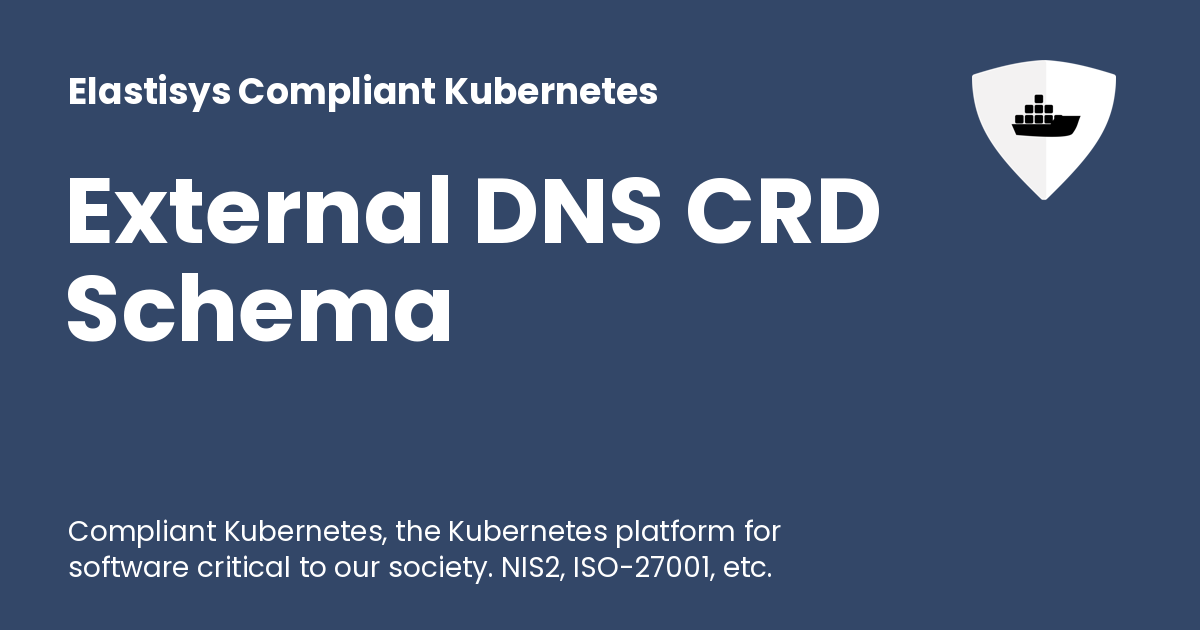 Elastisys Compliant Kubernetes
External DNS CRD
Schema
Compliant Kubernetes, the Kubernetes platform for
software critical to our society. NIS2, ISO-27001, etc.